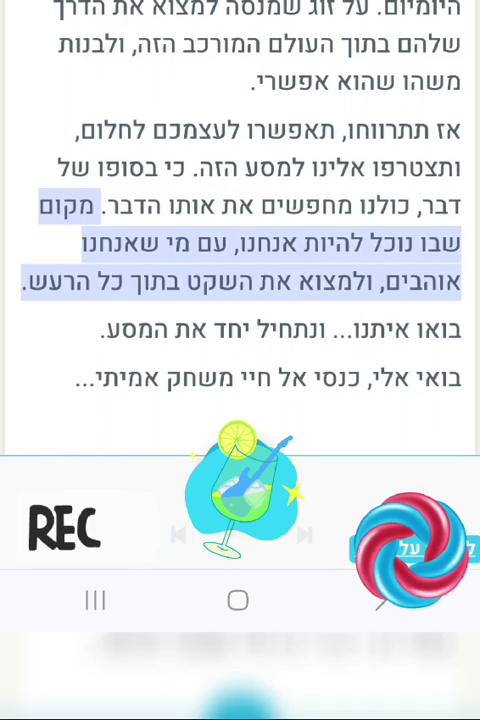 היומיום. על זוג שמנסה למצוא את הדרך
שלהם בתוך העולם המורכב הזה, ולבנות
משהו שהוא אפשרי.
אז תתרווחו, תאפשרו לעצמכם לחלום,
ותצטרפו אלינו למסע הזה. כי בסופו של
דבר, כולנו מחפשים את אותו הדבר. מקום
שבו נוכל להיות אנחנו, עם מי שאנחנו
אוהבים, ולמצוא את השקט בתוך כל הרעש.
בואו איתנו... ונתחיל יחד את המסע.
בואי אלי, כנסי אל חיי משחק אמיתי...
REC
על